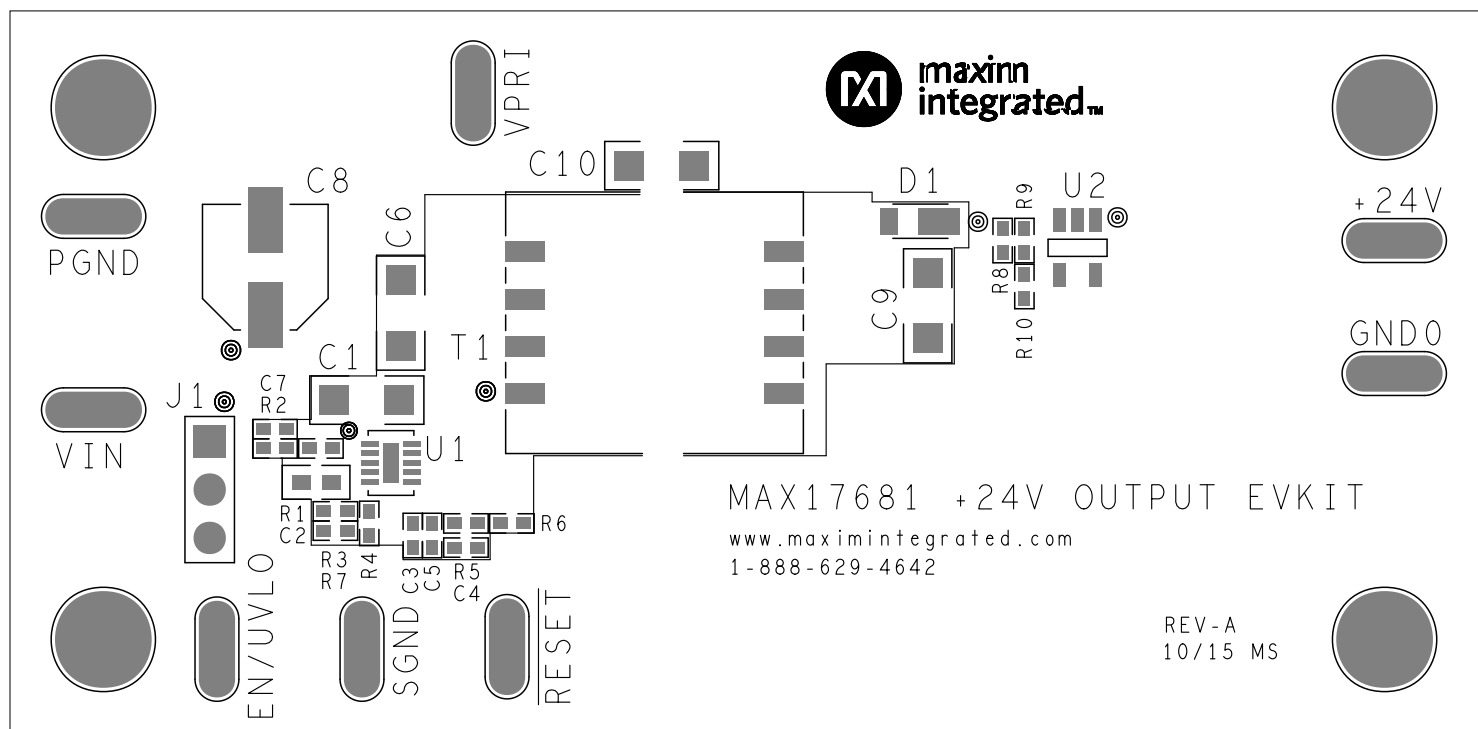 VPRI
maxim
integrated™
C10
C8
D1
U2
R9
+24V
PGND
C6
R8
C9
R10
GND0
T1
C1
J1
C7
R2
VIN
U1
MAX17681 +24V OUTPUT EVKIT
www.maximintegrated.com
1-888-629-4642
R1
C2
R6
R3
R7
R4
C3
C5
R5
C4
EN/UVLO
SGND
RESET
REV-A
10/15 MS